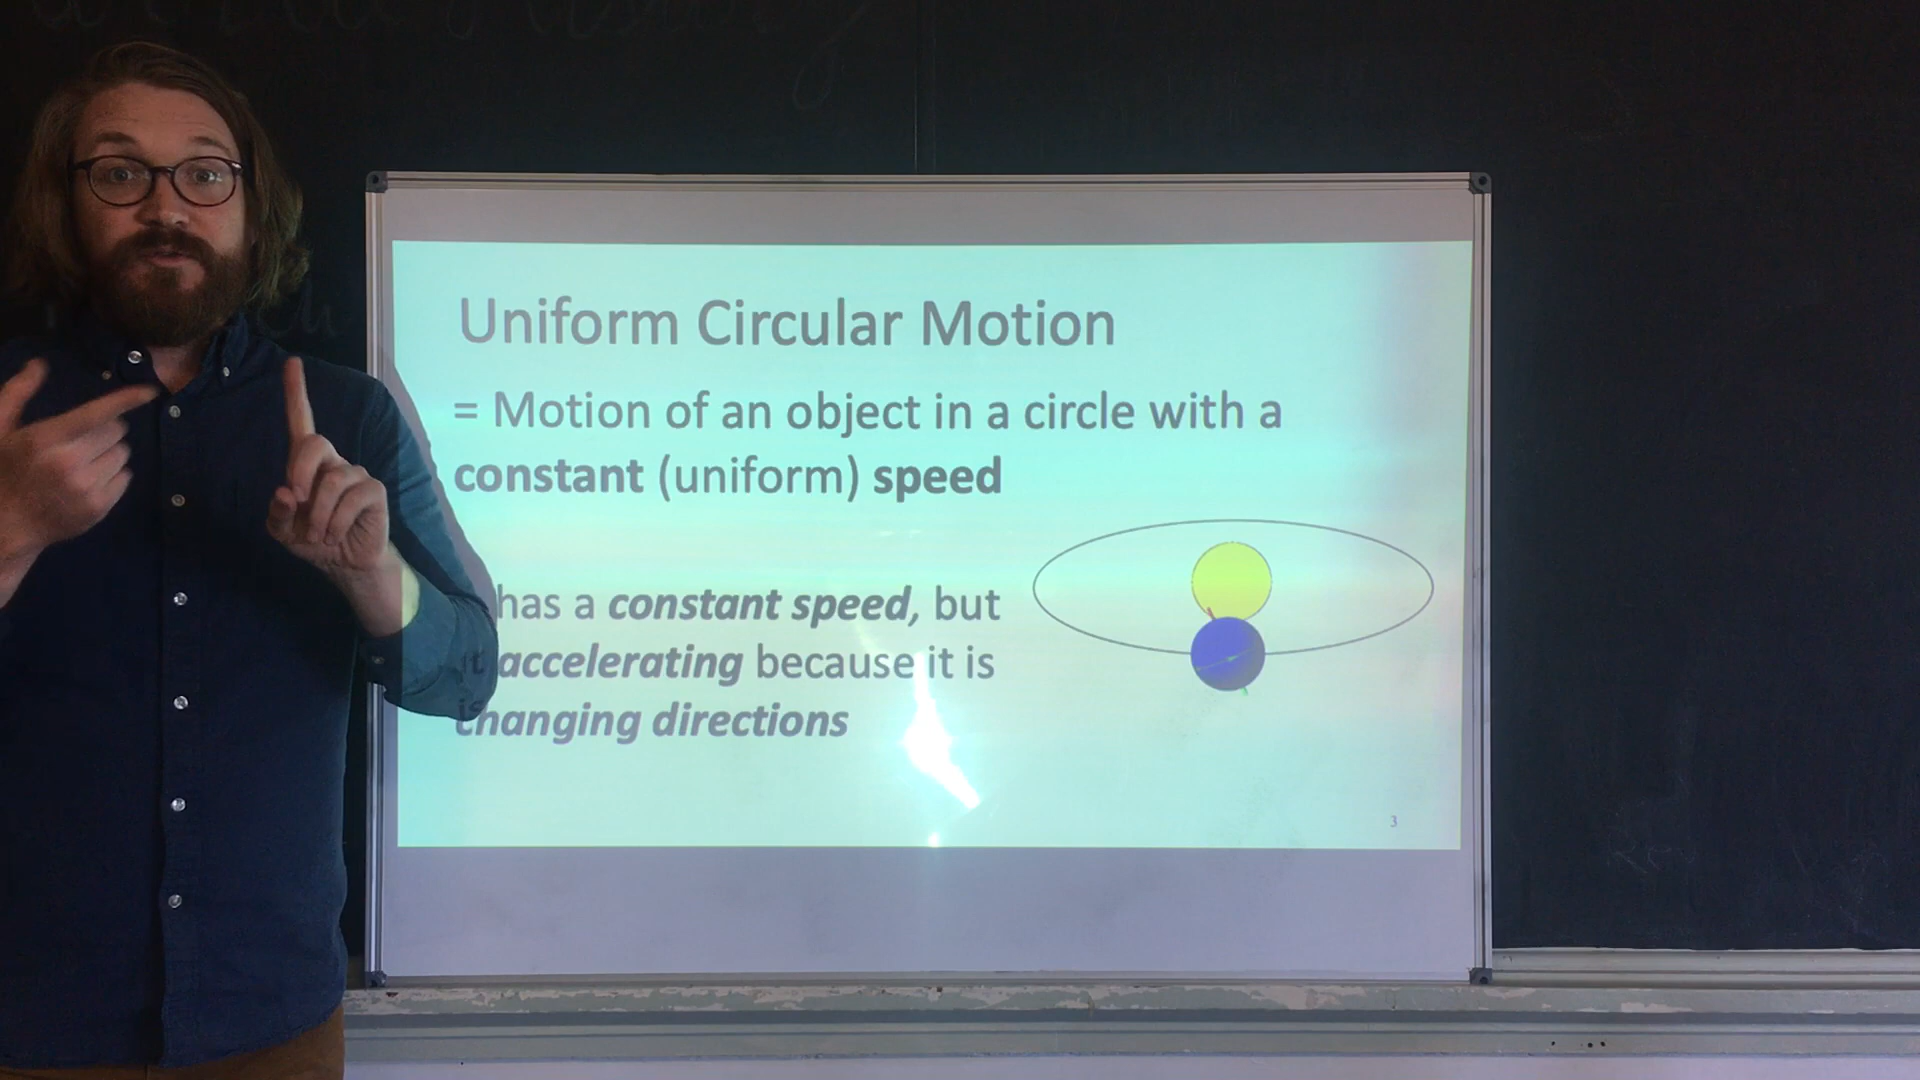 Uniform Circular Motion
= Motion of an object in a circle with a
constant (uniform) speed
has a constant speed, but
accelerating because it is
changing directions
3